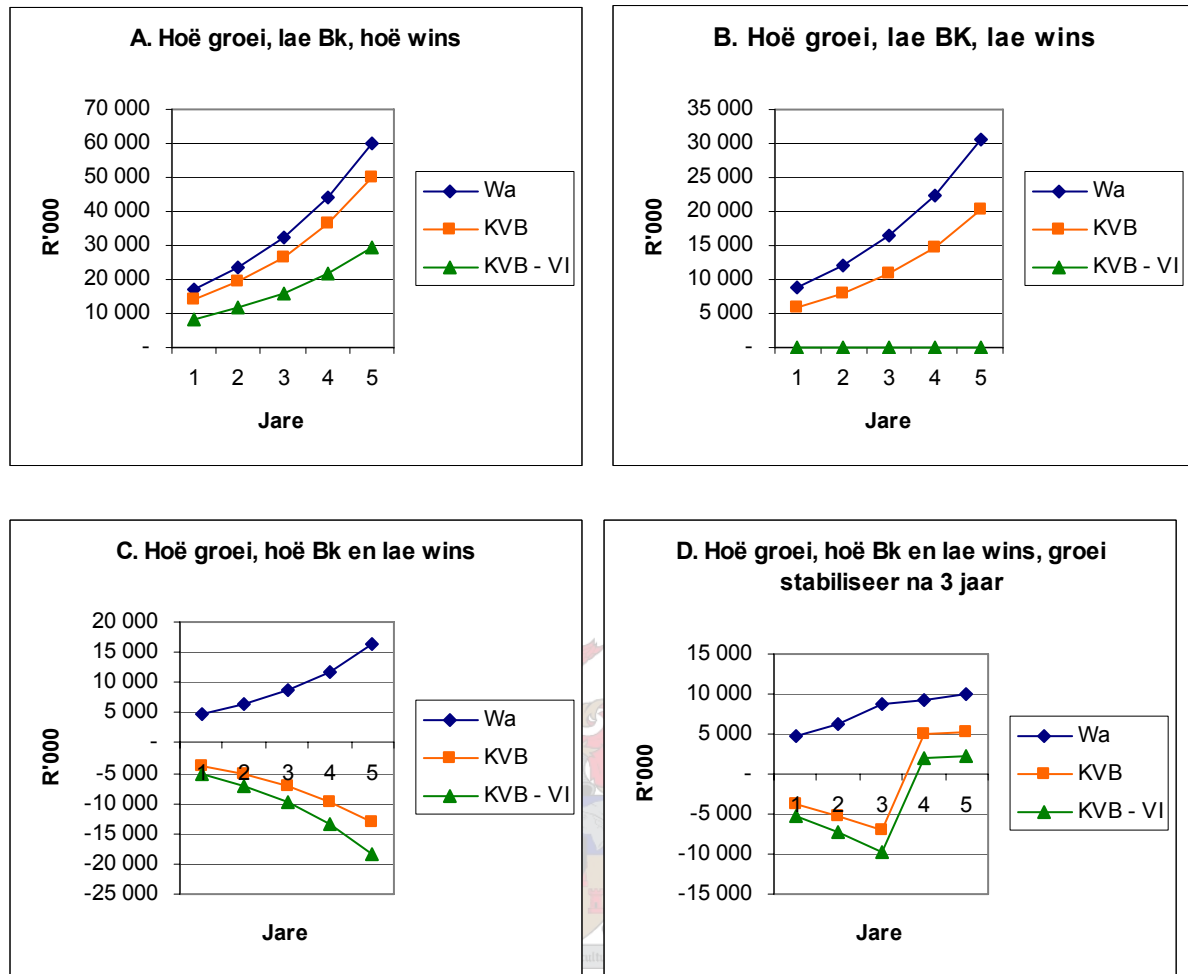 A. Hoë groei, lae Bk, hoë wins
70 000
60 000
50 000
40 000
30 000
20 000
10 000
-
R'000
1 2 3 4 5
Jare
Wa
KVB
KVB - VI
B. Hoë groei, lae BK, lae wins
35 000
30 000
25 000
20 000
15 000
10 000
5 000
-
R'000
1 2 3 4 5
Jare
Wa
KVB
KVB - VI
C. Hoë groei, hoë Bk en lae wins
20 000
15 000
10 000
5 000
-
-5 000
-10 000
-15 000
-20 000
-25 000
R'000
1 2 3 4 5
Jare
Wa
KVB
KVB - VI
D. Hoë groei, hoë Bk en lae wins, groei
stabiliseer na 3 jaar
15 000
10 000
5 000
-
-5 000
-10 000
-15 000
R'000
1 2 3 4 5
Jare
Wa
KVB
KVB - VI